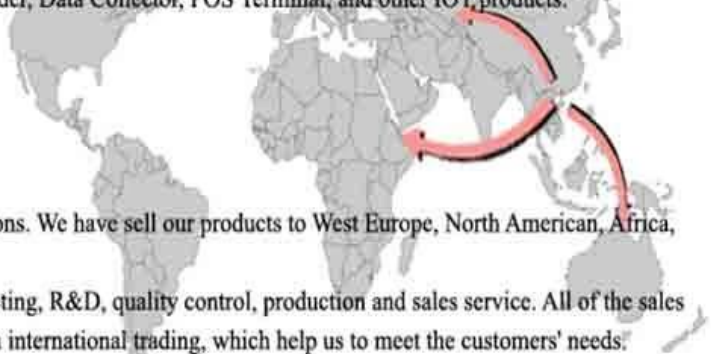 Data Collector, POS Terminal, and other IOT products.
ons. We have sell our products to West Europe, North American, Africa,
ting, R&D, quality control, production and sales service. All of the sales
international trading, which help us to meet the customers' needs.